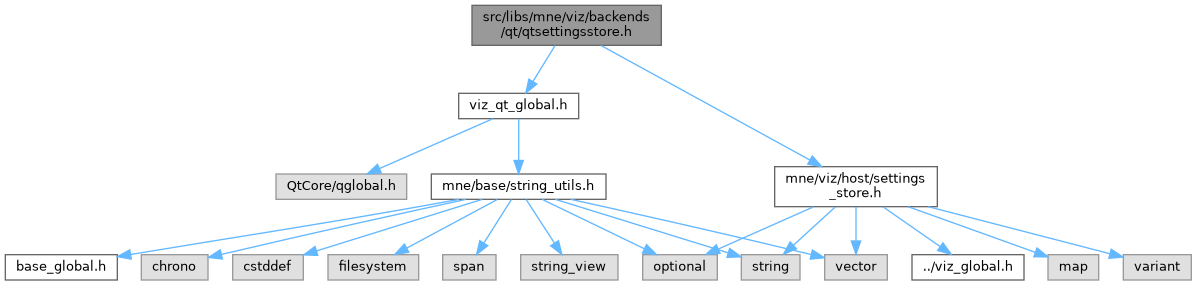 src/libs/mne/viz/backends
/qt/qtsettingsstore.h
viz_qt_global.h
QtCore/qglobal.h
mne/base/string_utils.h
mne/viz/host/settings
_store.h
base_global.h
chrono
cstddef
filesystem
span
string_view
optional
string
vector
../viz_global.h
map
variant